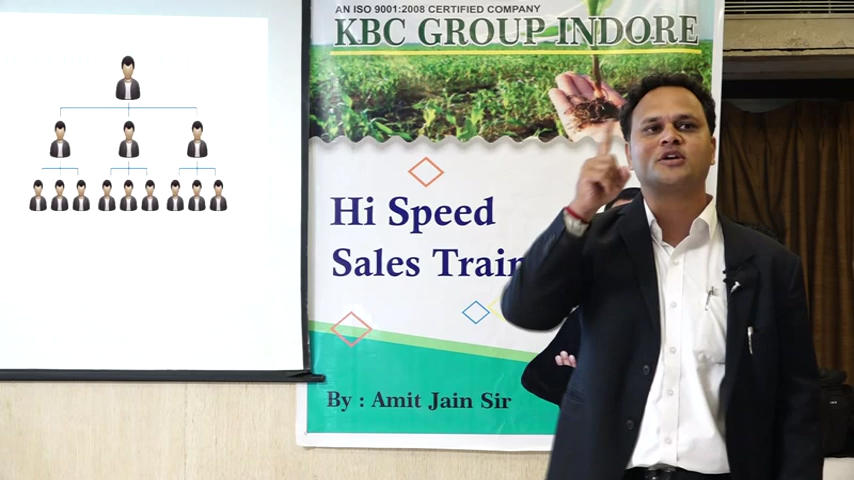 AN ISO 9001:2008 CERTIFIED COMPANY
KBC GROUP INDORE
Hi Speed
Sales Train
By : Amit Jain Sir